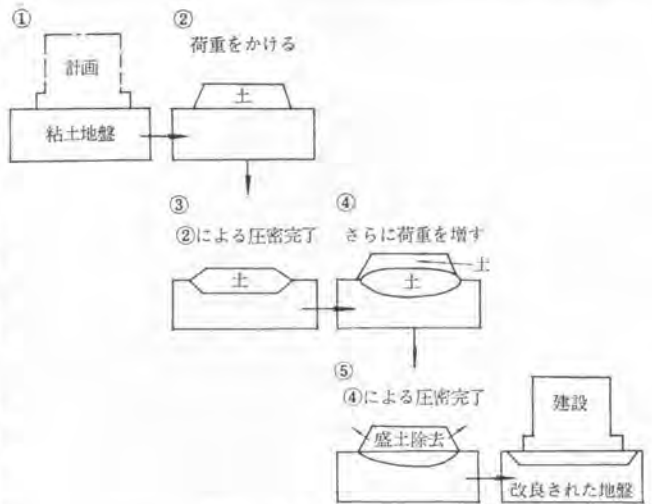 ①
計画
粘土地盤
②
荷重をかける
土
③
②による圧密完了
土
④
さらに荷重を増す
土
土
⑤
④による圧密完了
盛土除去
建設
改良された地盤